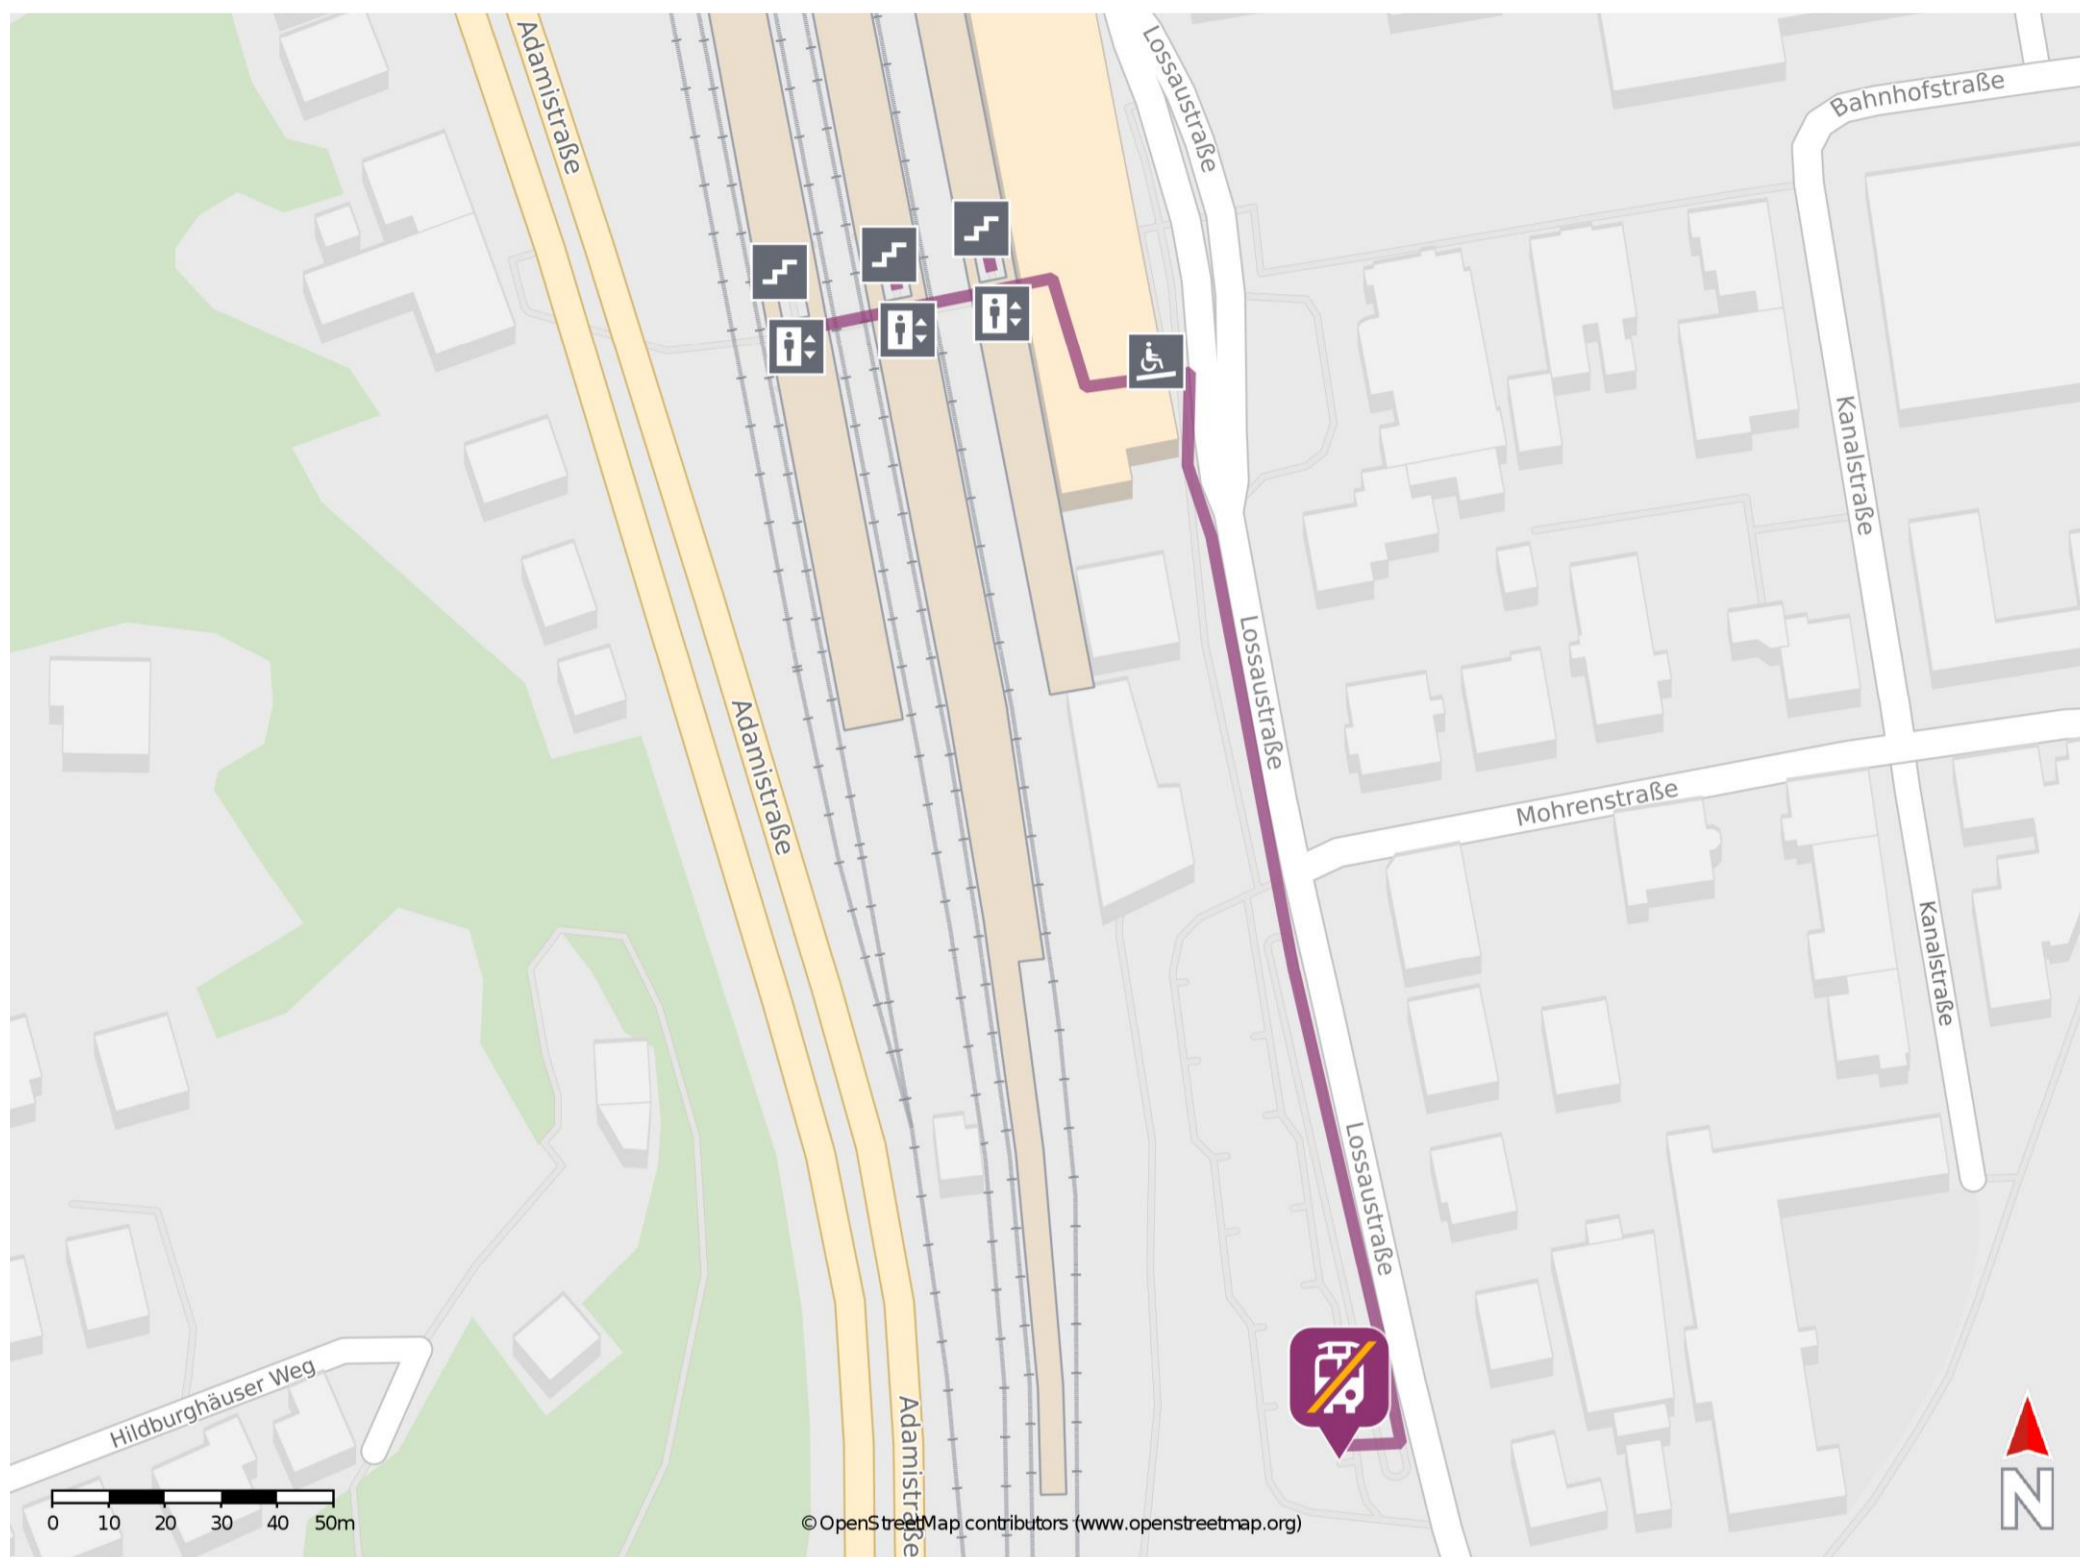 Adamistraße
Lossaustraße
Bahnhofstraße
Kanalstraße
Lossaustraße
Adamistraße
Mohrenstraße
Kanalstraße
Lossaustraße
Hildburghäuser Weg
Adamistraße
0 10 20 30 40 50m
© OpenStreetMap contributors (www.openstreetmap.org)
N